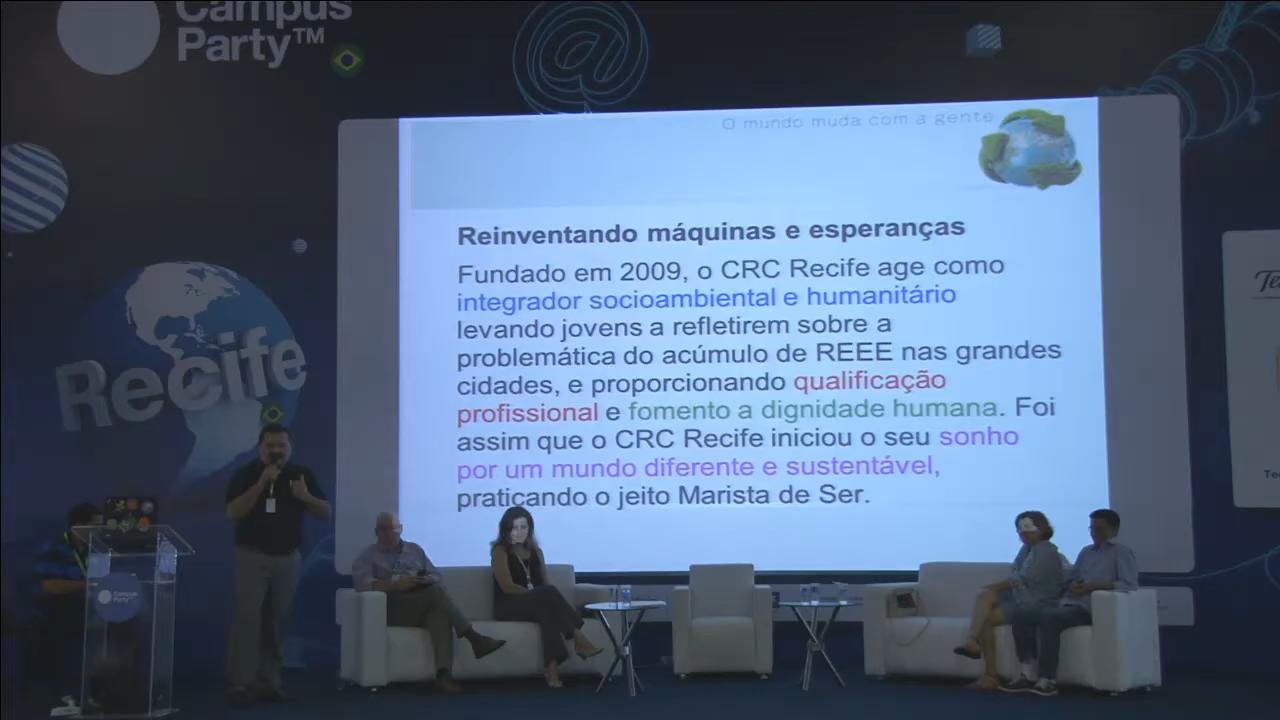 Campus
Party™
Recife
O mundo muda com a gente
Reinventando máquinas e esperanças
Fundado em 2009, o CRC Recife age como
integrador socioambiental e humanitário
levando jovens a refletirem sobre a
problemática do acúmulo de REEE nas grandes
cidades, e proporcionando qualificação
profissional e fomento a dignidade humana. Foi
assim que o CRC Recife iniciou o seu sonho
por um mundo diferente e sustentável,
praticando o jeito Marista de Ser.
Campus
Party